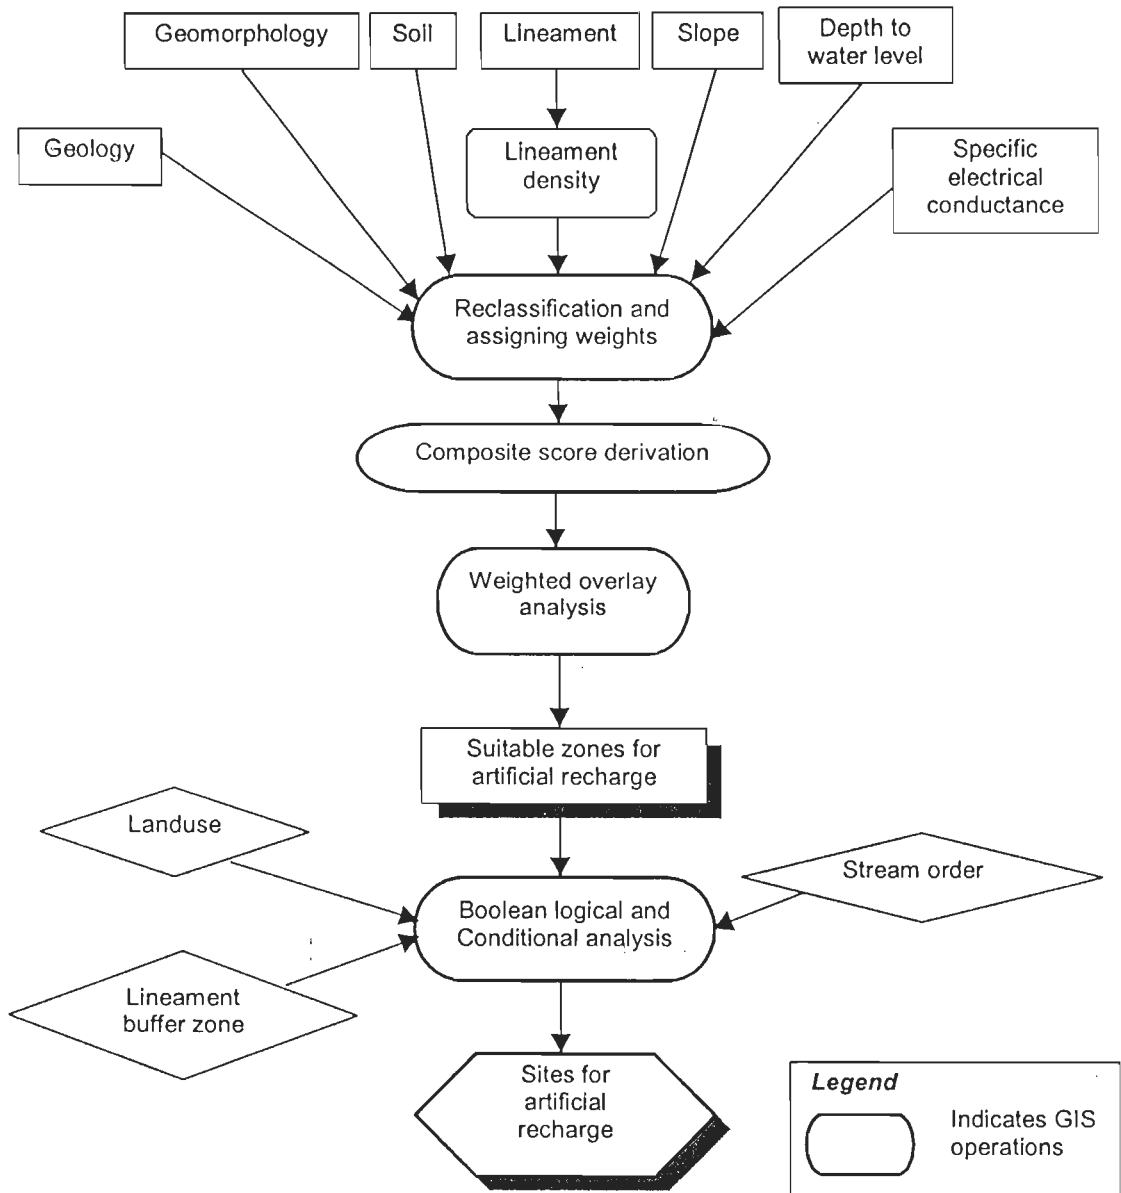 Geomorphology
Soil
Lineament
Slope
Depth to
water level
Geology
Lineament
density
Specific
electrical
conductance
Reclassification and
assigning weights
Composite score derivation
Weighted overlay
analysis
Suitable zones for
artificial recharge
Landuse
Stream order
Boolean logical and
Conditional analysis
Lineament
buffer zone
Sites for
artificial
recharge
Legend
Indicates GIS
operations